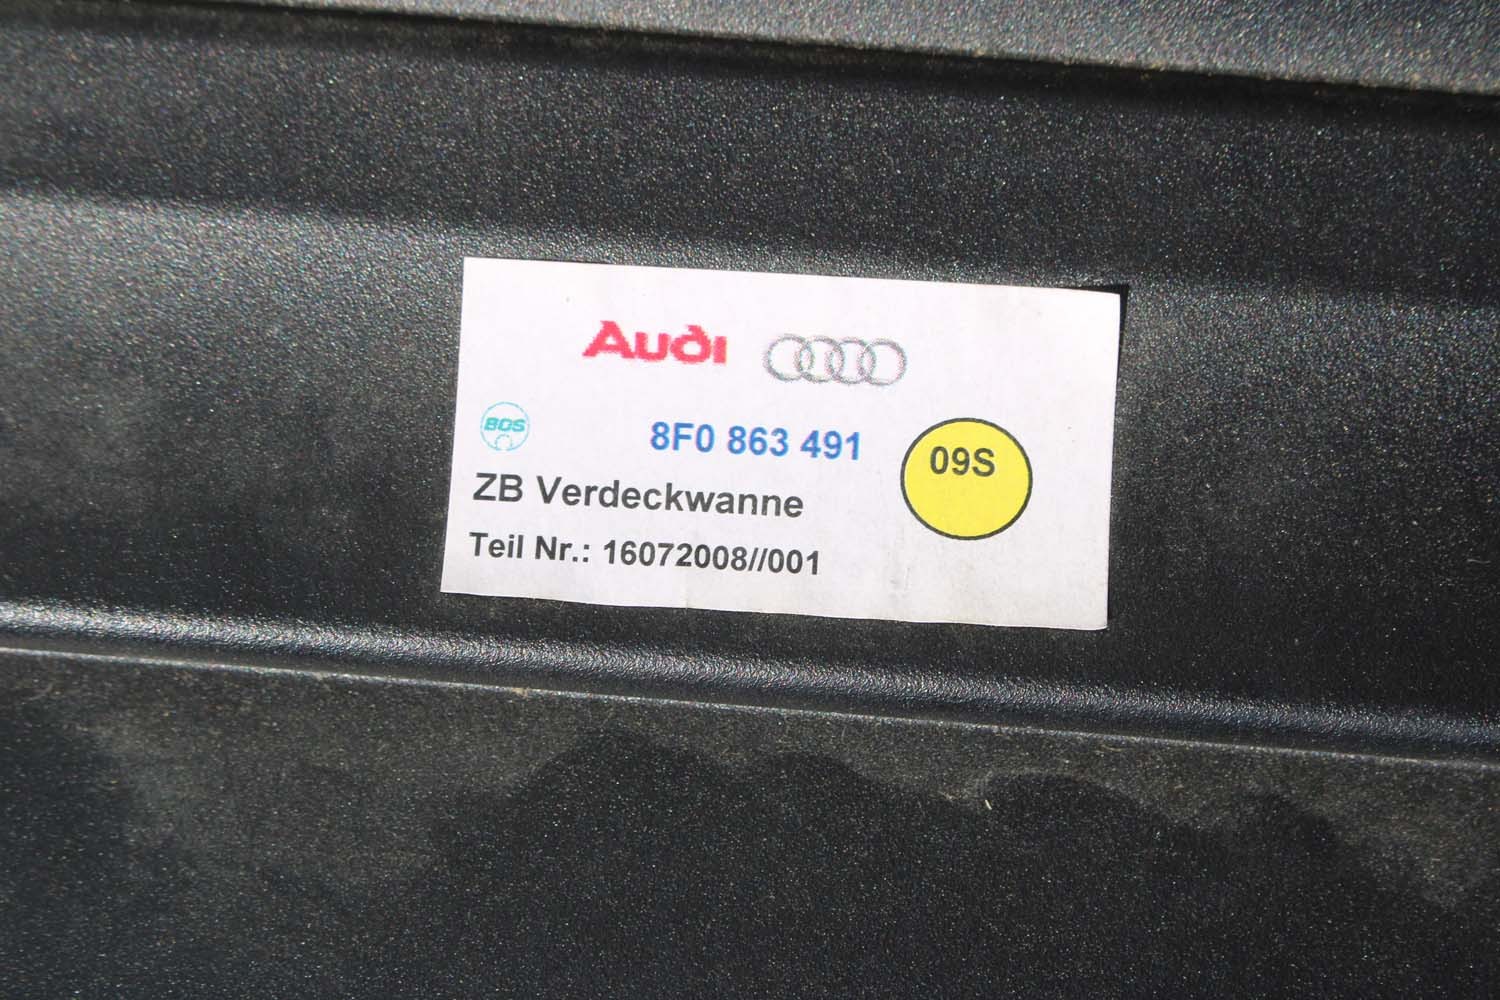 Audi
BOS
8F0 863 491
09S
ZB Verdeckwanne
Teil Nr.: 16072008//001